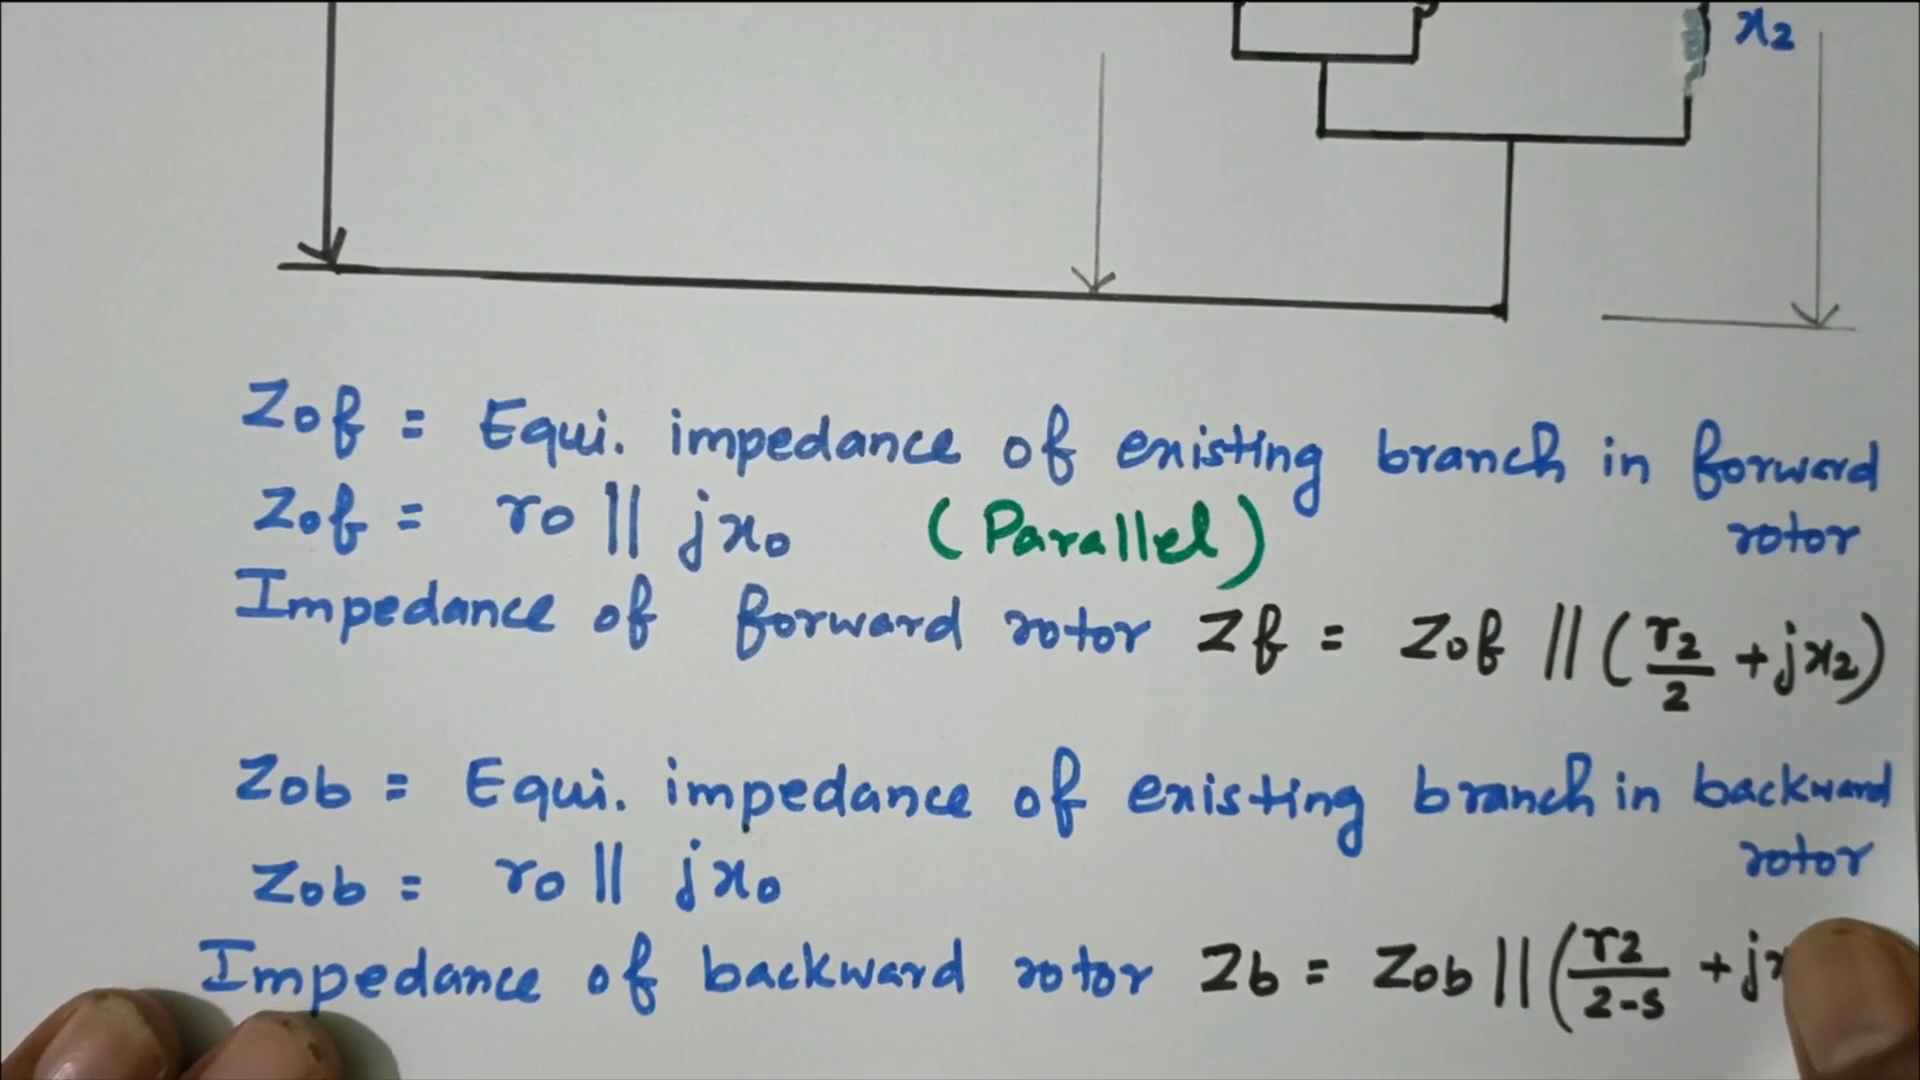 x2
Zof = Equi. impedance of existing branch in forward rotor
Zof = ro || jxo (Parallel)
Impedance of forward rotor Zf = Zof || (r2/2 + jx2)
Zob = Equi. impedance of existing branch in backward rotor
Zob = ro || jxo
Impedance of backward rotor Zb = Zob || (r2/2-s + j